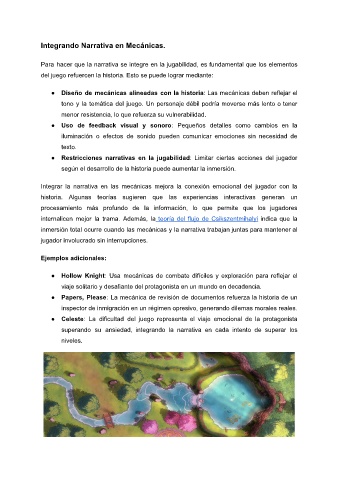 Integrando Narrativa en Mecánicas.
Para hacer que la narrativa se integre en la jugabilidad, es fundamental que los elementos
del juego refuercen la historia. Esto se puede lograr mediante:
● Diseño de mecánicas alineadas con la historia: Las mecánicas deben reflejar el
tono y la temática del juego. Un personaje débil podría moverse más lento o tener
menor resistencia, lo que refuerza su vulnerabilidad.
● Uso de feedback visual y sonoro: Pequeños detalles como cambios en la
iluminación o efectos de sonido pueden comunicar emociones sin necesidad de
texto.
● Restricciones narrativas en la jugabilidad: Limitar ciertas acciones del jugador
según el desarrollo de la historia puede aumentar la inmersión.
Integrar la narrativa en las mecánicas mejora la conexión emocional del jugador con la
historia. Algunas teorías sugieren que las experiencias interactivas generan un
procesamiento más profundo de la información, lo que permite que los jugadores
internalicen mejor la trama. Además, la teoría del flujo de Csikszentmihalyi indica que la
inmersión total ocurre cuando las mecánicas y la narrativa trabajan juntas para mantener al
jugador involucrado sin interrupciones.
Ejemplos adicionales:
● Hollow Knight: Usa mecánicas de combate difíciles y exploración para reflejar el
viaje solitario y desafiante del protagonista en un mundo en decadencia.
● Papers, Please: La mecánica de revisión de documentos refuerza la historia de un
inspector de inmigración en un régimen opresivo, generando dilemas morales reales.
● Celeste: La dificultad del juego representa el viaje emocional de la protagonista
superando su ansiedad, integrando la narrativa en cada intento de superar los
niveles.